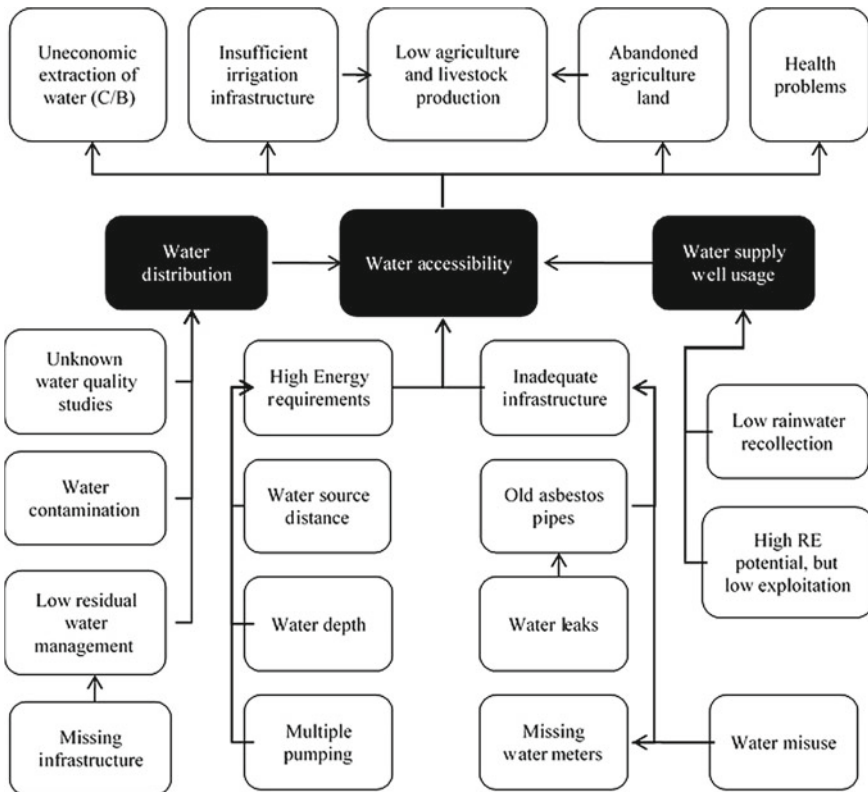 Uneconomic
extraction of
water (C/B)
Insufficient
irrigation
infrastructure
Low agriculture
and livestock
production
Abandoned
agriculture
land
Health
problems
Water
distribution
Water accessibility
Water supply
well usage
Unknown
water quality
studies
High Energy
requirements
Inadequate
infrastructure
Low rainwater
recollection
Water
contamination
Water source
distance
Old asbestos
pipes
High RE
potential, but
low exploitation
Low residual
water
management
Water depth
Water leaks
Missing
infrastructure
Multiple
pumping
Missing
water meters
Water misuse